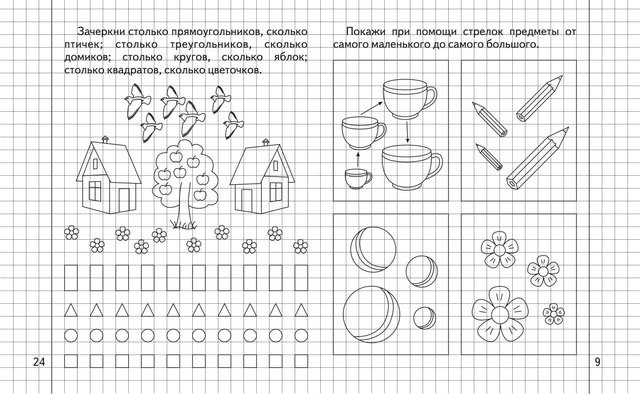 Зачеркни столько прямоугольников, сколько
птичек; столько треугольников, сколько
домиков; столько кругов, сколько яблок;
столько квадратов, сколько цветочков.
24
Покажи при помощи стрелок предметы от
самого маленького до самого большого.
9